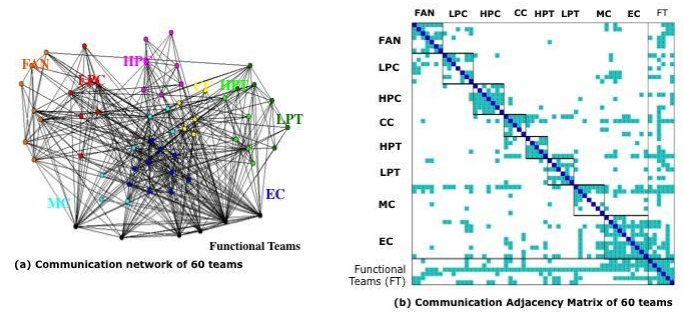 FAN
LPC
HPC
CC
HPT
LPT
MC
EC
Functional Teams
(a) Communication network of 60 teams
FAN LPC HPC CC HPT LPT MC EC FT
FAN
LPC
HPC
CC
HPT
LPT
MC
EC
Functional
Teams (FT)
(b) Communication Adjacency Matrix of 60 teams